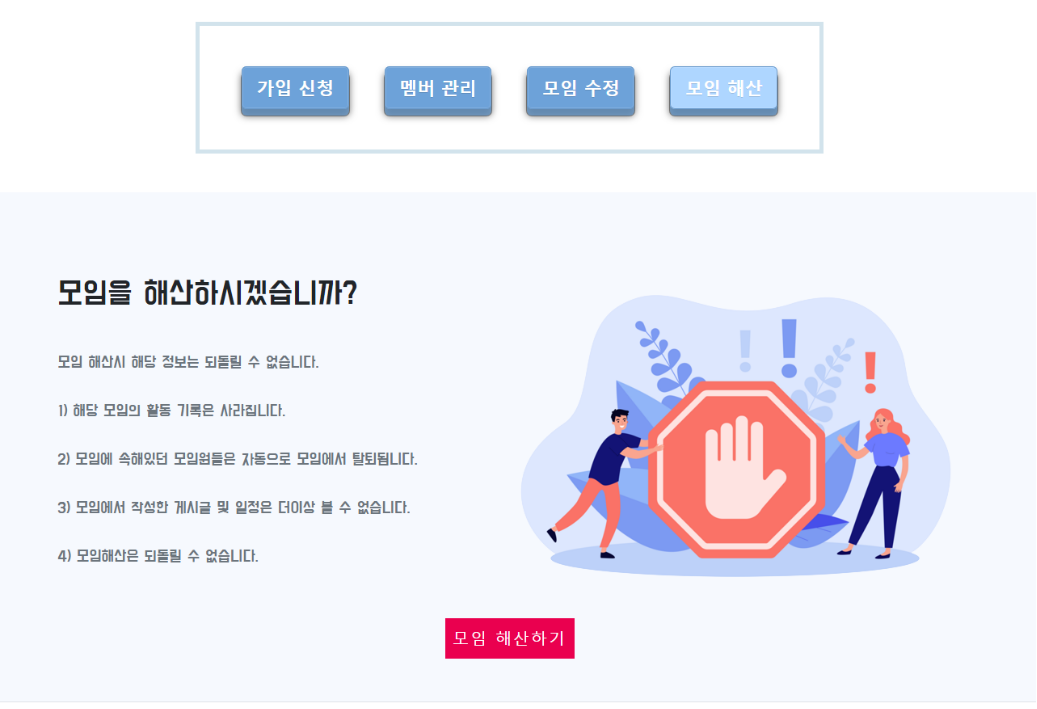 가입 신청 멤버 관리 모임 수정 모임 해산
모임을 해산하시겠습니까?
모임 해산시 해당 정보는 되돌릴 수 없습니다.
1) 해당 모임의 활동 기록은 사라집니다.
2) 모임에 속해있던 모임원들은 자동으로 모임에서 탈퇴됩니다.
3) 모임에서 작성한 게시글 및 일정은 더이상 볼 수 없습니다.
4) 모임해산은 되돌릴 수 없습니다.
모임 해산하기